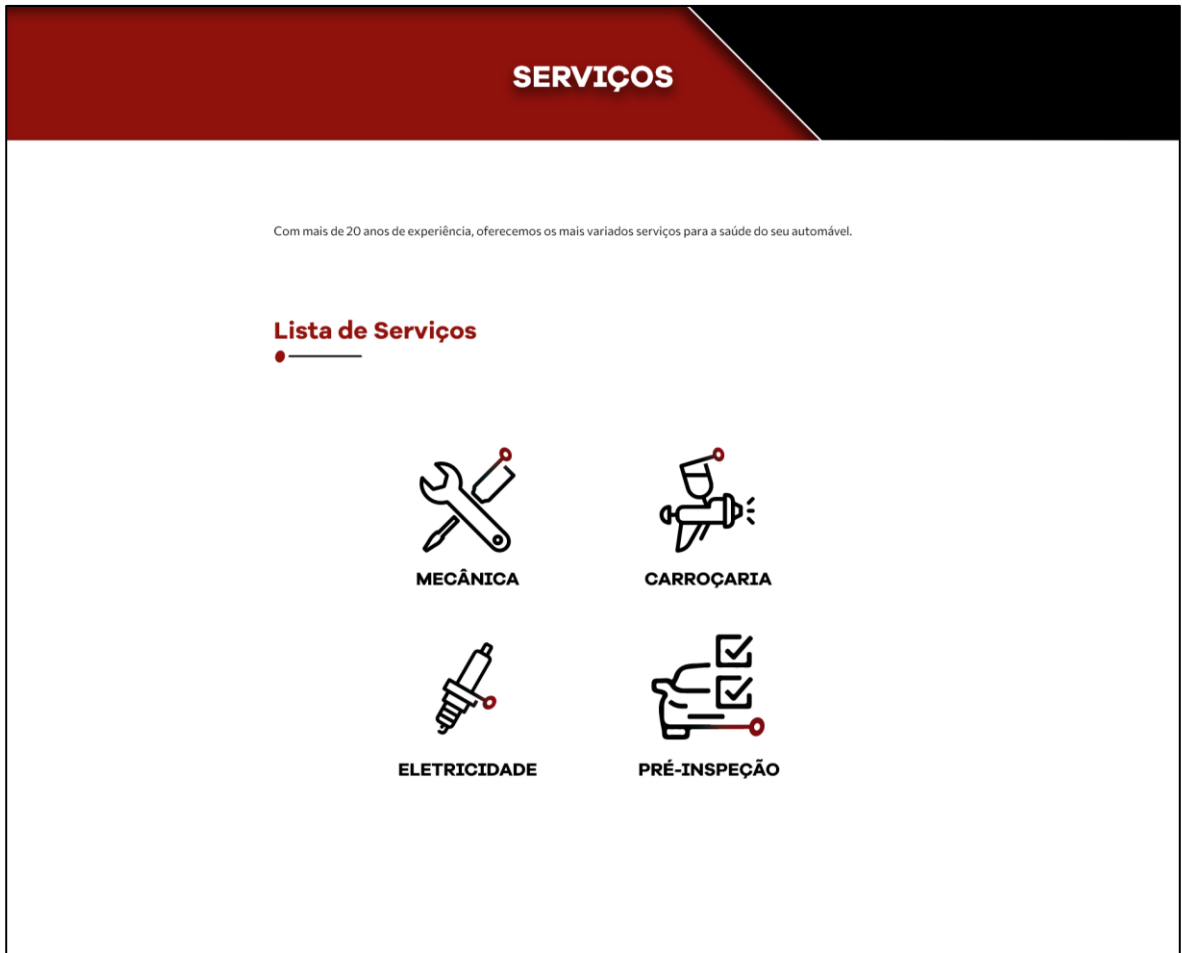 SERVIÇOS
Com mais de 20 anos de experiência, oferecemos os mais variados serviços para a saúde do seu automável.
Lista de Serviços
MECÂNICA
CARROÇARIA
ELETRICIDADE
PRÉ-INSPEÇÃO